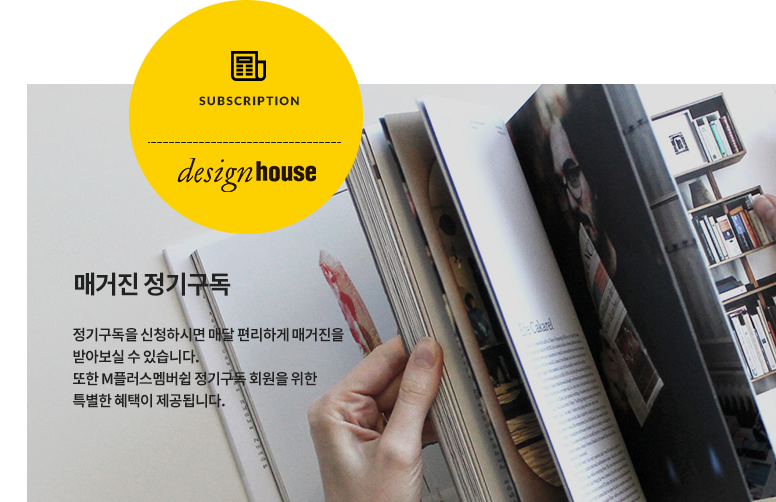 SUBSCRIPTION
designhouse
매거진 정기구독
정기구독을 신청하시면 매달 편리하게 매거진을
받아보실 수 있습니다.
또한 M플러스멤버쉽 정기구독 회원을 위한
특별한 혜택이 제공됩니다.